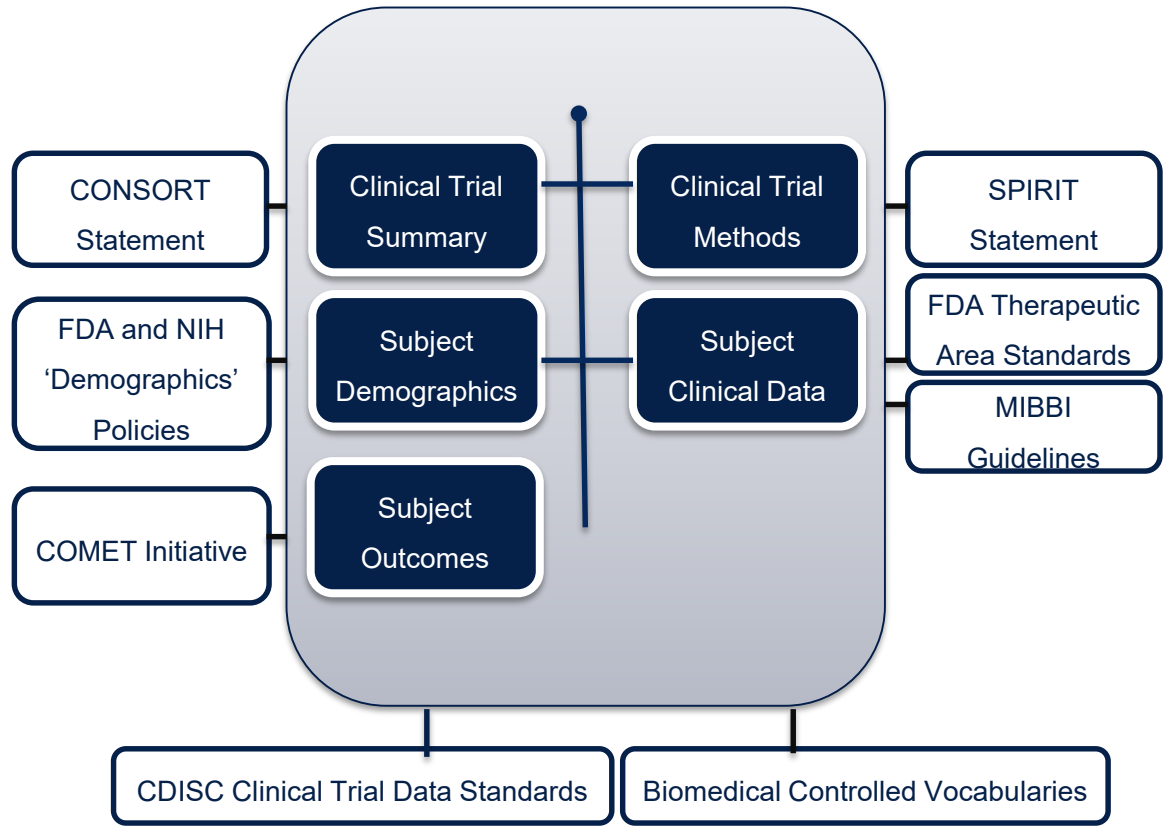 CONSORT
Statement
Clinical Trial
Summary
Clinical Trial
Methods
SPIRIT
Statement
FDA and NIH
‘Demographics’
Policies
Subject
Demographics
Subject
Clinical Data
FDA Therapeutic
Area Standards
MIBBI
Guidelines
COMET Initiative
Subject
Outcomes
CDISC Clinical Trial Data Standards
Biomedical Controlled Vocabularies